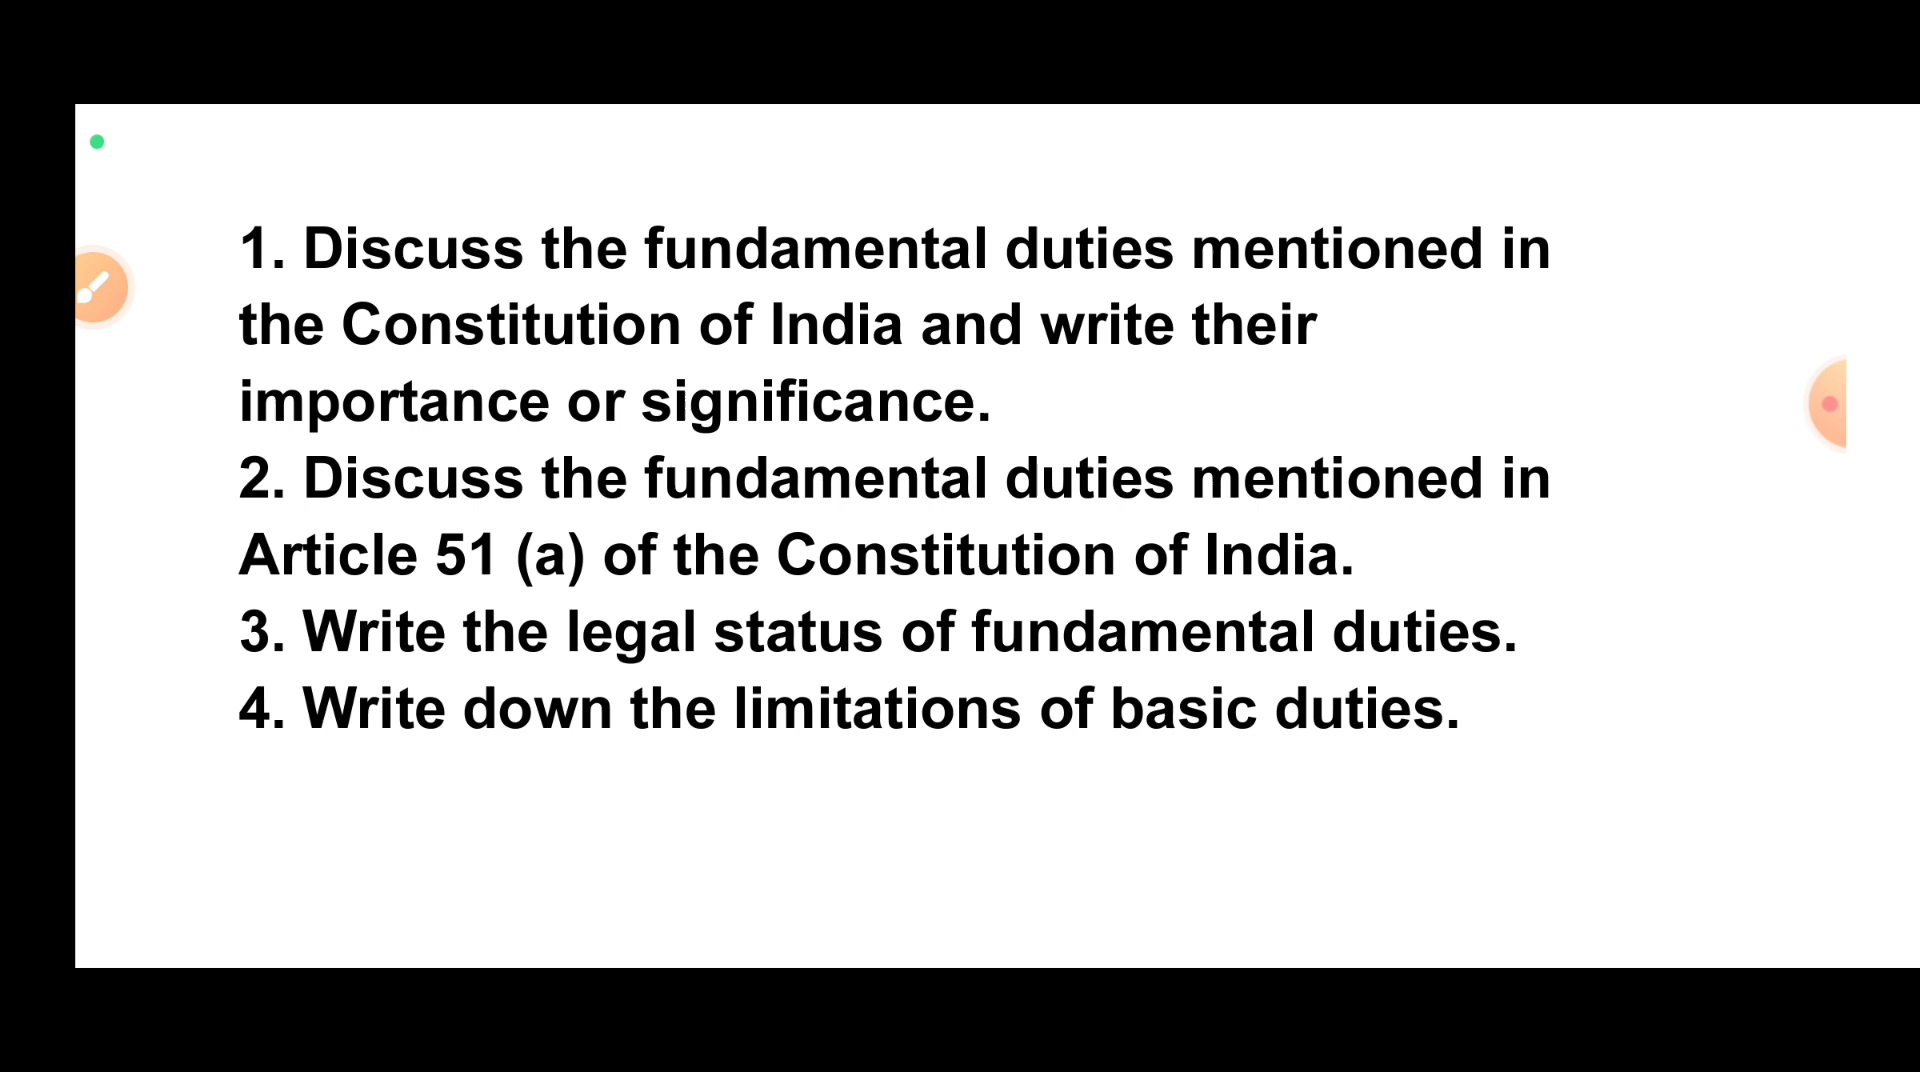 1. Discuss the fundamental duties mentioned in
the Constitution of India and write their
importance or significance.
2. Discuss the fundamental duties mentioned in
Article 51 (a) of the Constitution of India.
3. Write the legal status of fundamental duties.
4. Write down the limitations of basic duties.